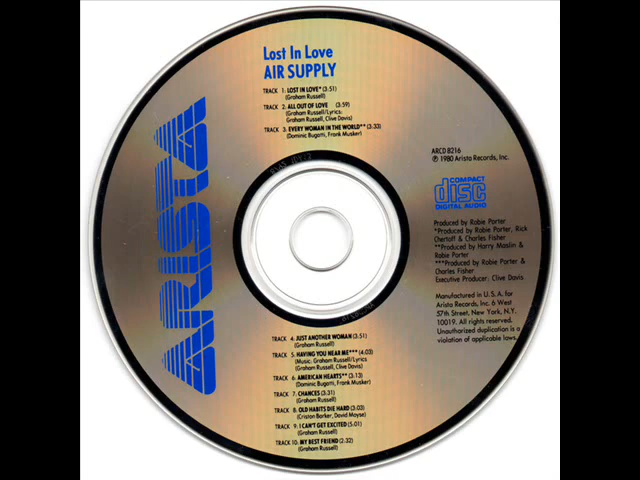 Lost In Love
AIR SUPPLY
TRACK 1. LOST IN LOVE* (3:51)
(Graham Russell)
TRACK 2. ALL OUT OF LOVE (3:59)
(Graham Russell/Lyrics:
Graham Russell, Clive Davis)
TRACK 3. EVERY WOMAN IN THE WORLD** (3:33)
(Dominic Bugatti, Frank Musker)
ARISTA
ARCD 8216
℗ 1980 Arista Records, Inc.
COMPACT
disc
DIGITAL AUDIO
Produced by Robie Porter
*Produced by Robie Porter, Rick
Chertoff & Charles Fisher
**Produced by Harry Maslin &
Robie Porter
***Produced by Robie Porter &
Charles Fisher
Executive Producer: Clive Davis
Manufactured in U.S.A. for
Arista Records, Inc. 6 West
57th Street, New York, N.Y.
10019. All rights reserved.
Unauthorized duplication is a
violation of applicable laws.
TRACK 4. JUST ANOTHER WOMAN (3:51)
(Graham Russell)
TRACK 5. HAVING YOU NEAR ME*** (4:03)
(Music: Graham Russell/Lyrics
Graham Russell, Clive Davis)
TRACK 6. AMERICAN HEARTS** (3:13)
(Dominic Bugatti, Frank Musker)
TRACK 7. CHANCES (3:31)
(Graham Russell)
TRACK 8. OLD HABITS DIE HARD (3:03)
(Criston Barker, David Moyse)
TRACK 9. I CAN'T GET EXCITED (5:01)
(Graham Russell)
TRACK 10. MY BEST FRIEND (2:32)
(Graham Russell)